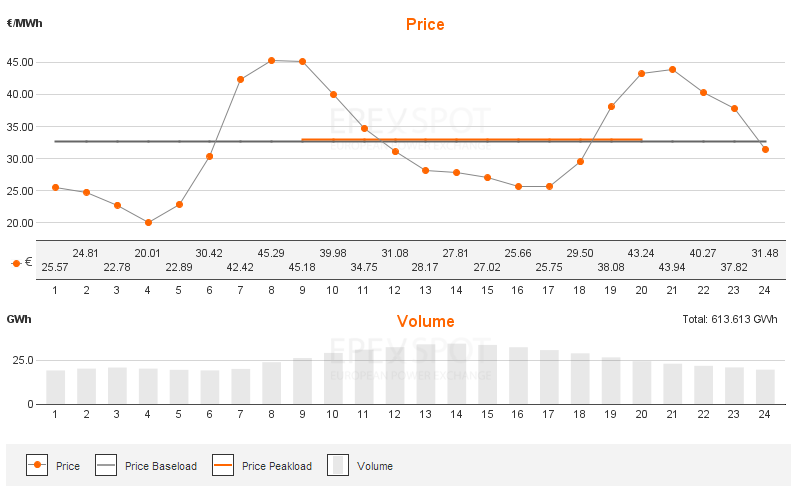 €/MWh
Price
45.00
40.00
35.00
30.00
25.00
20.00
EPEXSPOT
EUROPEAN POWER EXCHANGE
24.81 20.01 30.42 45.29 39.98 31.08 27.81 25.66 29.50 43.24 40.27 31.48
€
25.57 22.78 22.89 42.42 45.18 34.75 28.17 27.02 25.75 38.08 43.94 37.82
1 2 3 4 5 6 7 8 9 10 11 12 13 14 15 16 17 18 19 20 21 22 23 24
GWh
Volume
Total: 613.613 GWh
EPEXSPOT
EUROPEAN POWER EXCHANGE
25.0
0
1 2 3 4 5 6 7 8 9 10 11 12 13 14 15 16 17 18 19 20 21 22 23 24
Price Price Baseload Price Peakload Volume